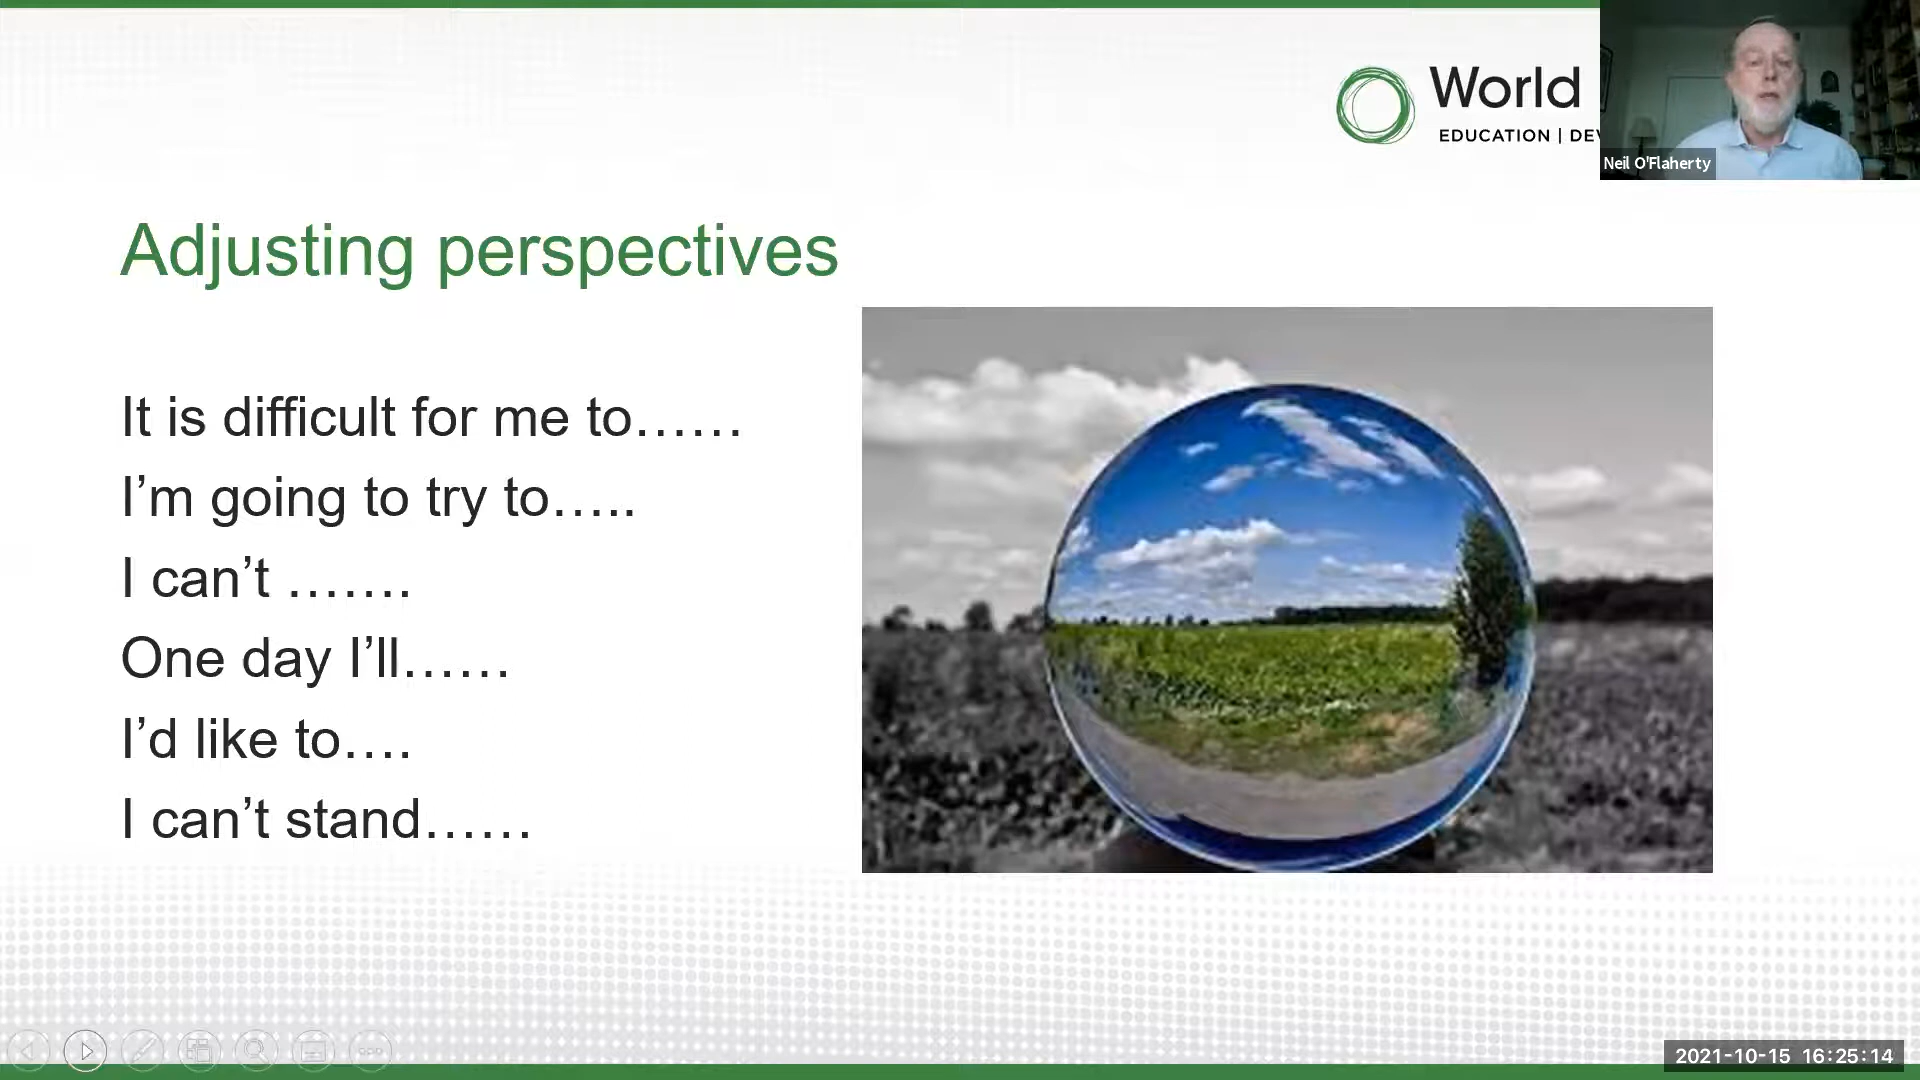 World
EDUCATION | DEV
Neil O'Flaherty
Adjusting perspectives
It is difficult for me to……
I’m going to try to…..
I can’t …….
One day I’ll……
I’d like to….
I can’t stand……
2021-10-15 16:25:14